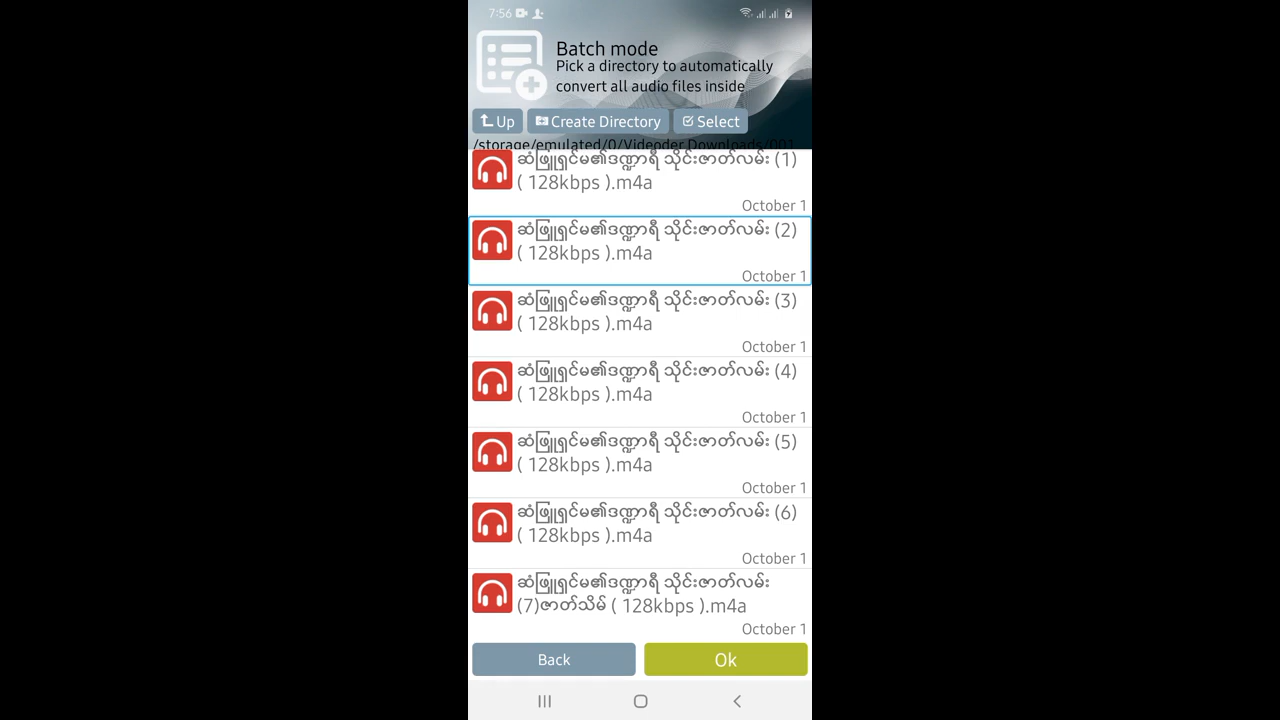 7:56
Batch mode
Pick a directory to automatically
convert all audio files inside
Up
Create Directory
Select
/storage/emulated/0/Videoder Downloads/001
ဆံဖြူရှင်မ၏ဒဏ္ဍာရီ သိုင်းဇာတ်လမ်း (1)
( 128kbps ).m4a
October 1
ဆံဖြူရှင်မ၏ဒဏ္ဍာရီ သိုင်းဇာတ်လမ်း (2)
( 128kbps ).m4a
October 1
ဆံဖြူရှင်မ၏ဒဏ္ဍာရီ သိုင်းဇာတ်လမ်း (3)
( 128kbps ).m4a
October 1
ဆံဖြူရှင်မ၏ဒဏ္ဍာရီ သိုင်းဇာတ်လမ်း (4)
( 128kbps ).m4a
October 1
ဆံဖြူရှင်မ၏ဒဏ္ဍာရီ သိုင်းဇာတ်လမ်း (5)
( 128kbps ).m4a
October 1
ဆံဖြူရှင်မ၏ဒဏ္ဍာရီ သိုင်းဇာတ်လမ်း (6)
( 128kbps ).m4a
October 1
ဆံဖြူရှင်မ၏ဒဏ္ဍာရီ သိုင်းဇာတ်လမ်း
(7)ဇာတ်သိမ် ( 128kbps ).m4a
October 1
Back
Ok